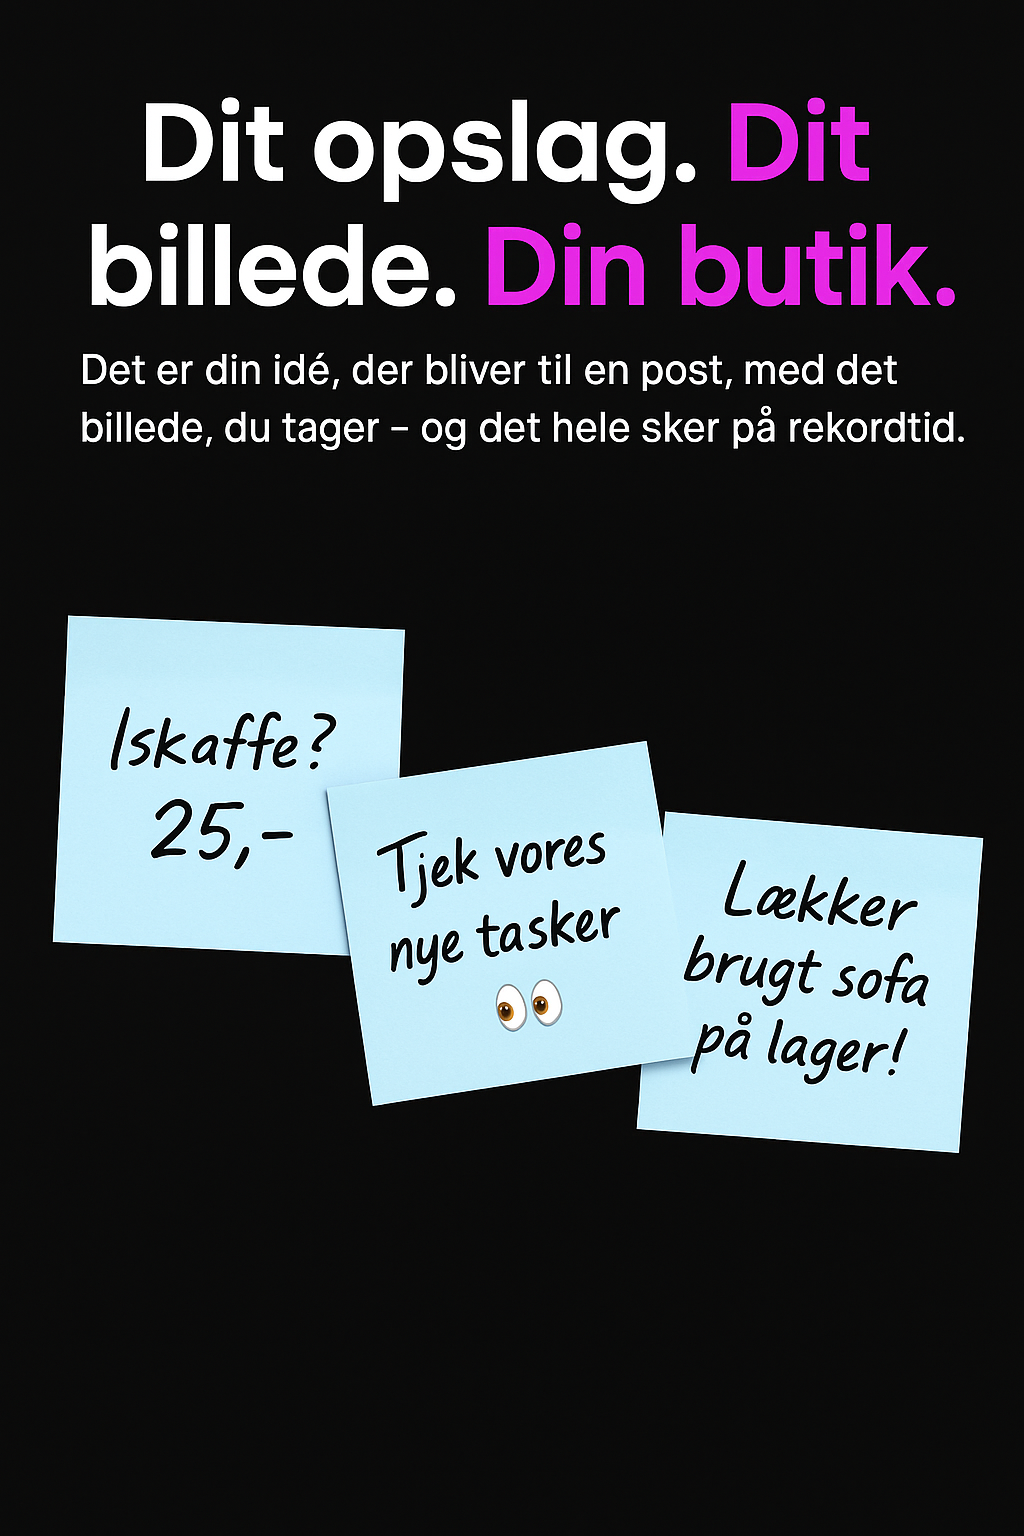 Dit opslag. Dit
billede. Din butik.
Det er din idé, der bliver til en post, med det
billede, du tager – og det hele sker på rekordtid.
Iskaffe?
25,-
Tjek vores
nye tasker
👀
Lækker
brugt sofa
på lager!